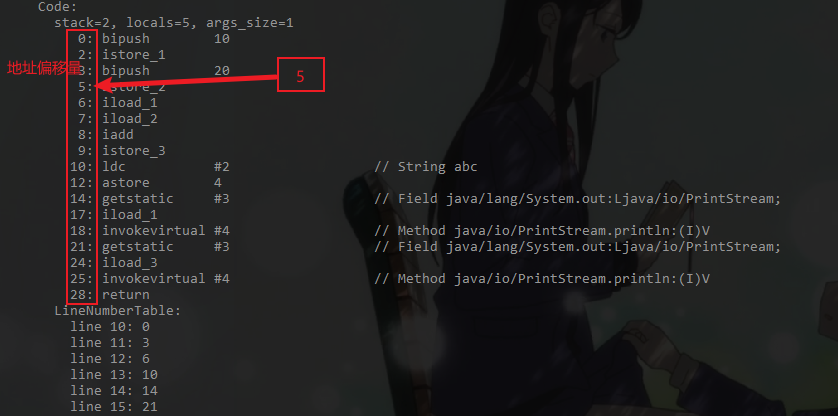 Code:
stack=2, locals=5, args_size=1
0: bipush 10
2: istore_1
地址偏移量
3: bipush 20
5
5: istore_2
6: iload_1
7: iload_2
8: iadd
9: istore_3
10: ldc #2 // String abc
12: astore 4
14: getstatic #3 // Field java/lang/System.out:Ljava/io/PrintStream;
17: iload_1
18: invokevirtual #4 // Method java/io/PrintStream.println:(I)V
21: getstatic #3 // Field java/lang/System.out:Ljava/io/PrintStream;
24: iload_3
25: invokevirtual #4 // Method java/io/PrintStream.println:(I)V
28: return
LineNumberTable:
line 10: 0
line 11: 3
line 12: 6
line 13: 10
line 14: 14
line 15: 21